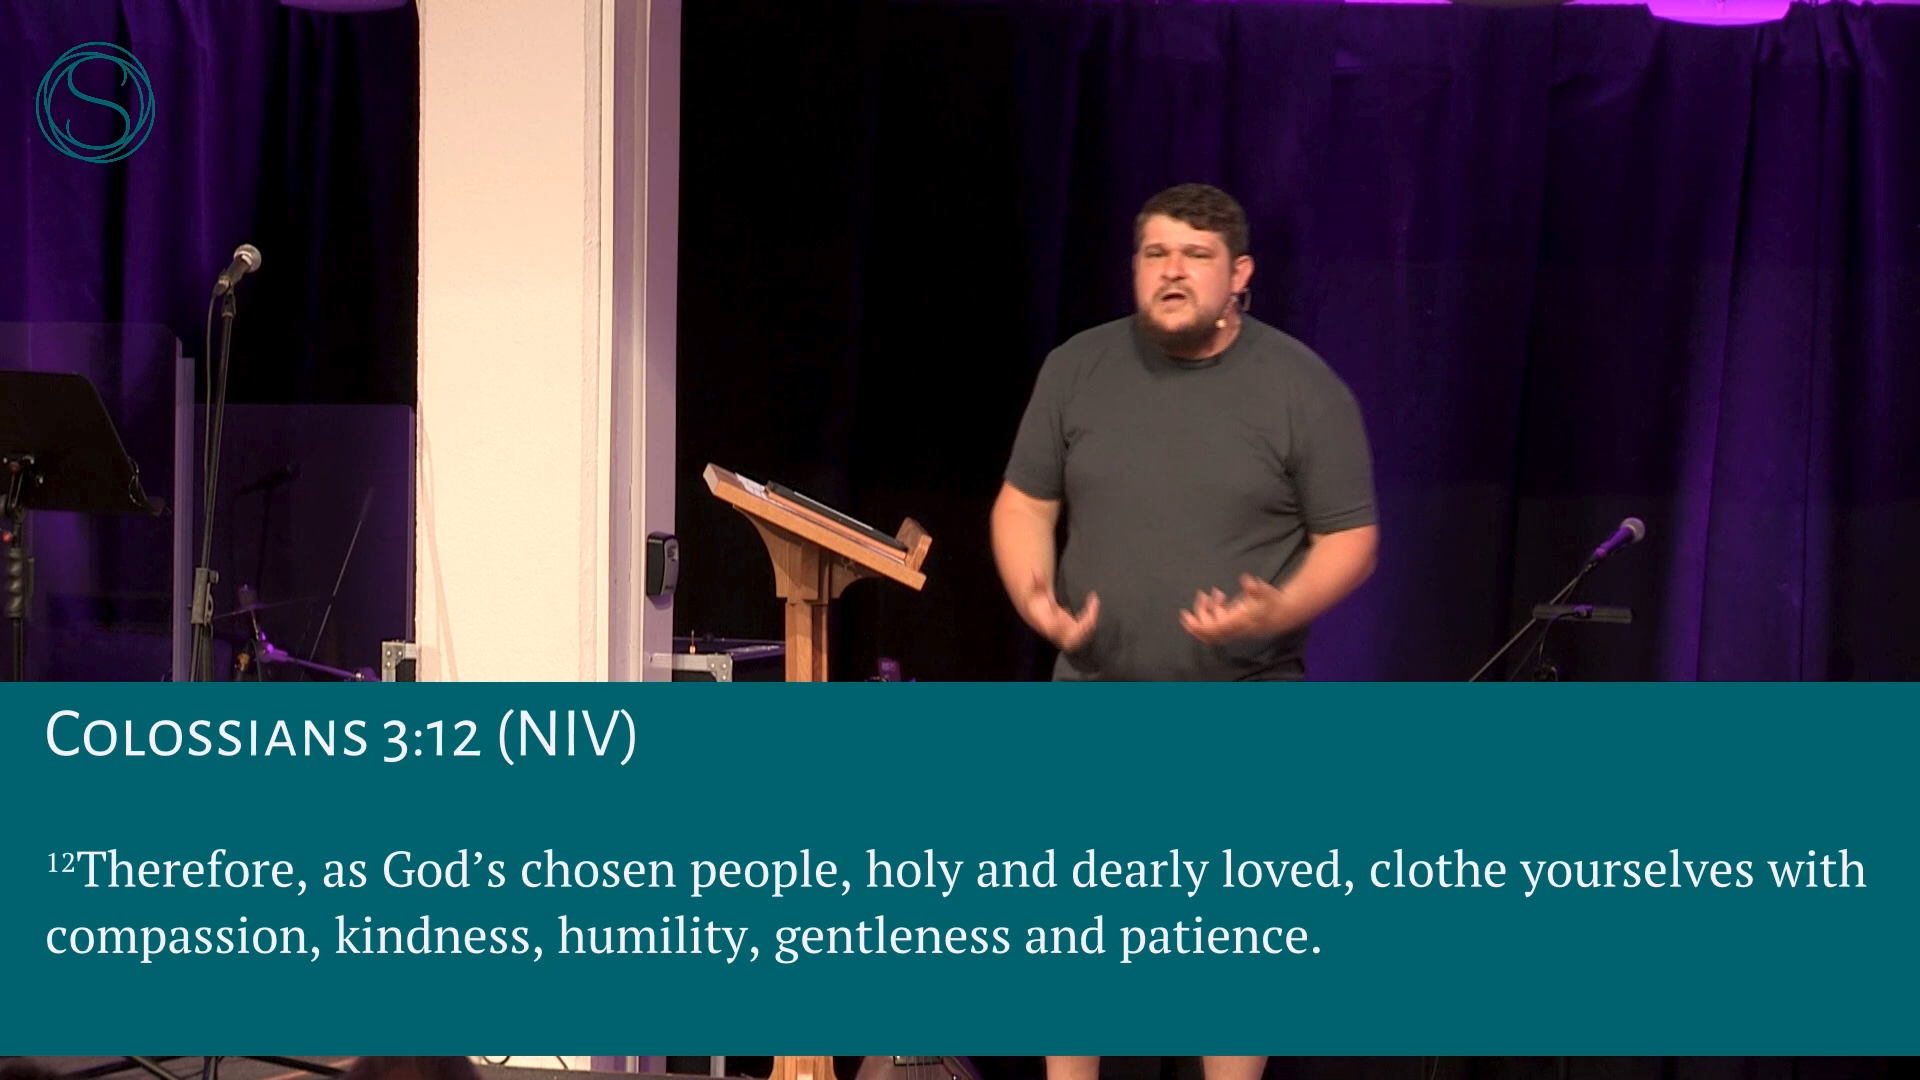 S
Colossians 3:12 (NIV)
12Therefore, as God’s chosen people, holy and dearly loved, clothe yourselves with
compassion, kindness, humility, gentleness and patience.